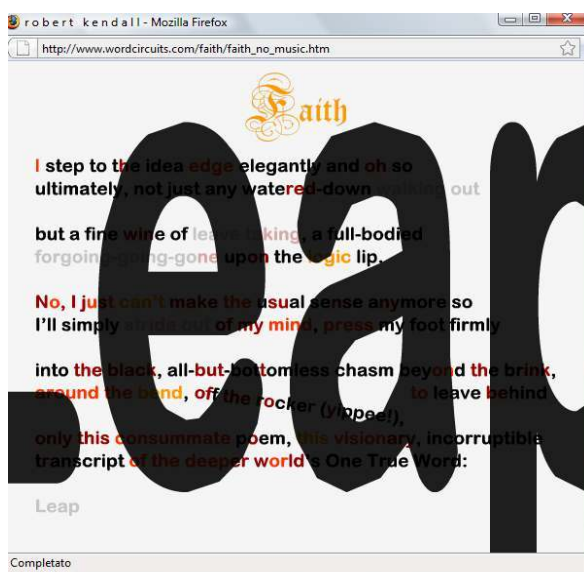 robert kendall - Mozilla Firefox
http://www.wordcircuits.com/faith/faith_no_music.htm
Faith
I step to the idea edge elegantly and oh so
ultimately, not just any watered-down walking out
but a fine wine of leave taking, a full-bodied
forgoing-going-gone upon the logic lip.
No, I just can't make the usual sense anymore so
I'll simply stride out of my mind, press my foot firmly
into the black, all-but-bottomless chasm beyond the brink,
around the bend, off the rocker (yippee!), to leave behind
only this consummate poem, this visionary, incorruptible
transcript of the deeper world's One True Word:
Leap
eap
Completato